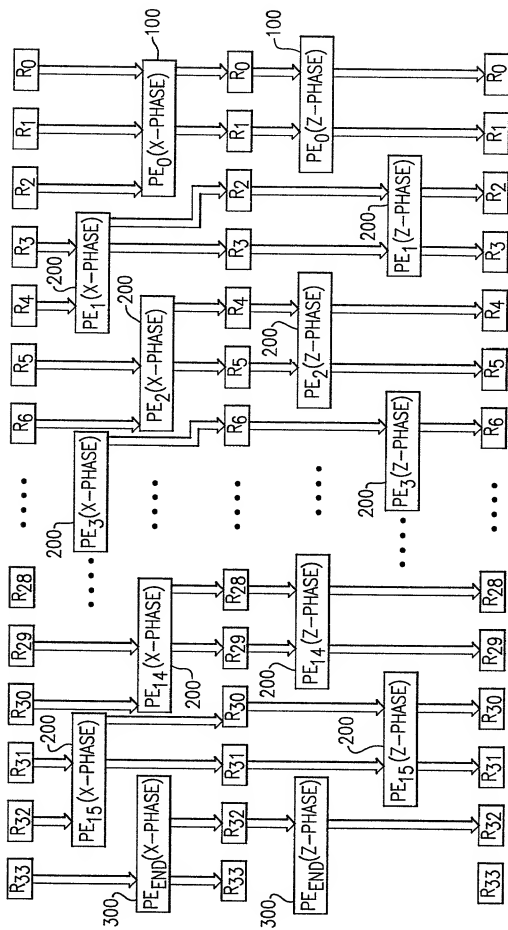 R33 R32 R31 R30 R29 R28 •••• R6 R5 R4 R3 R2 R1 R0
200 200 200
PE15(X-PHASE) •••• PE3(X-PHASE) PE1(X-PHASE)
300 PEEND(X-PHASE) PE14(X-PHASE) 200 •••• PE2(X-PHASE) 200 PE0(X-PHASE) 100
R33 R32 R31 R30 R29 R28 •••• R6 R5 R4 R3 R2 R1 R0
300 PEEND(Z-PHASE) 200 PE14(Z-PHASE) •••• 200 PE2(Z-PHASE) PE0(Z-PHASE) 100
200 PE15(Z-PHASE) •••• 200 PE3(Z-PHASE) 200 PE1(Z-PHASE)
R33 R32 R31 R30 R29 R28 •••• R6 R5 R4 R3 R2 R1 R0